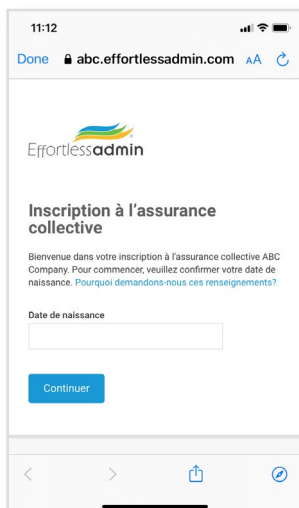 11:12
Done abc.effortlessadmin.com AA
Effortlessadmin
Inscription à l'assurance
collective
Bienvenue dans votre inscription à l'assurance collective ABC
Company. Pour commencer, veuillez confirmer votre date de
naissance. Pourquoi demandons-nous ces renseignements?
Date de naissance
Continuer